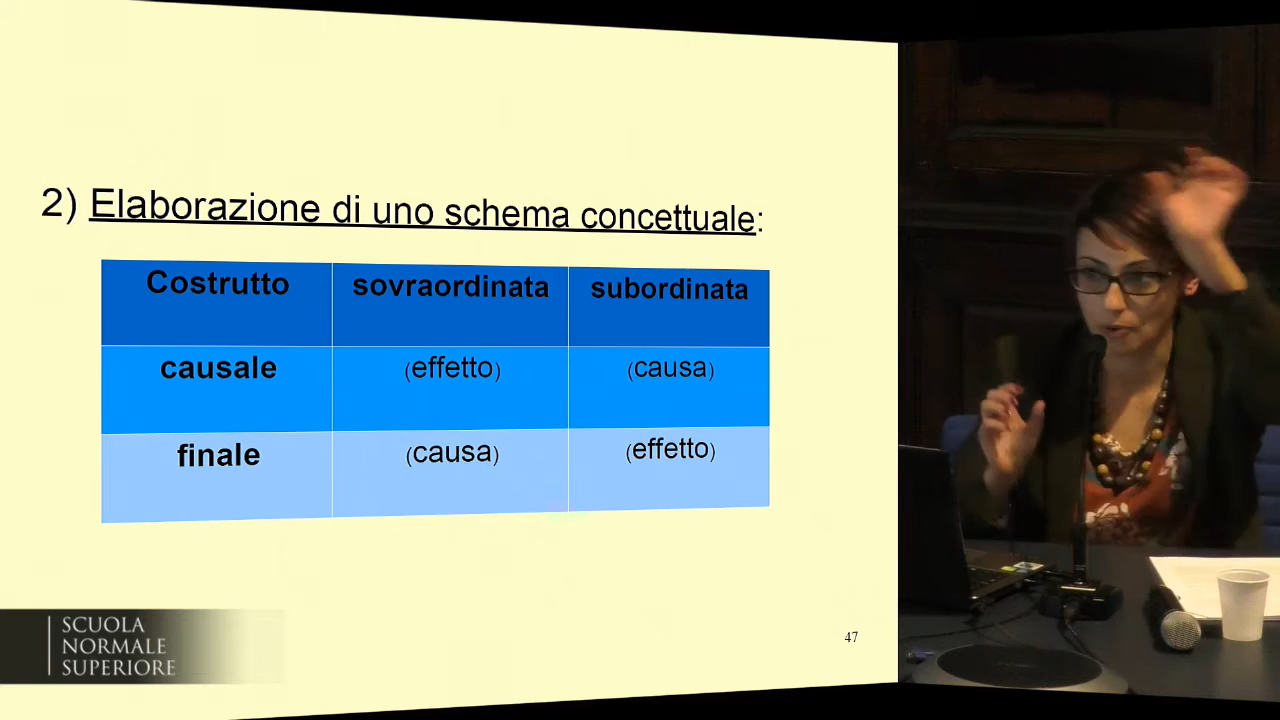 2) Elaborazione di uno schema concettuale:
Costrutto sovraordinata subordinata
causale (effetto) (causa)
finale (causa) (effetto)
47
SCUOLA
NORMALE
SUPERIORE